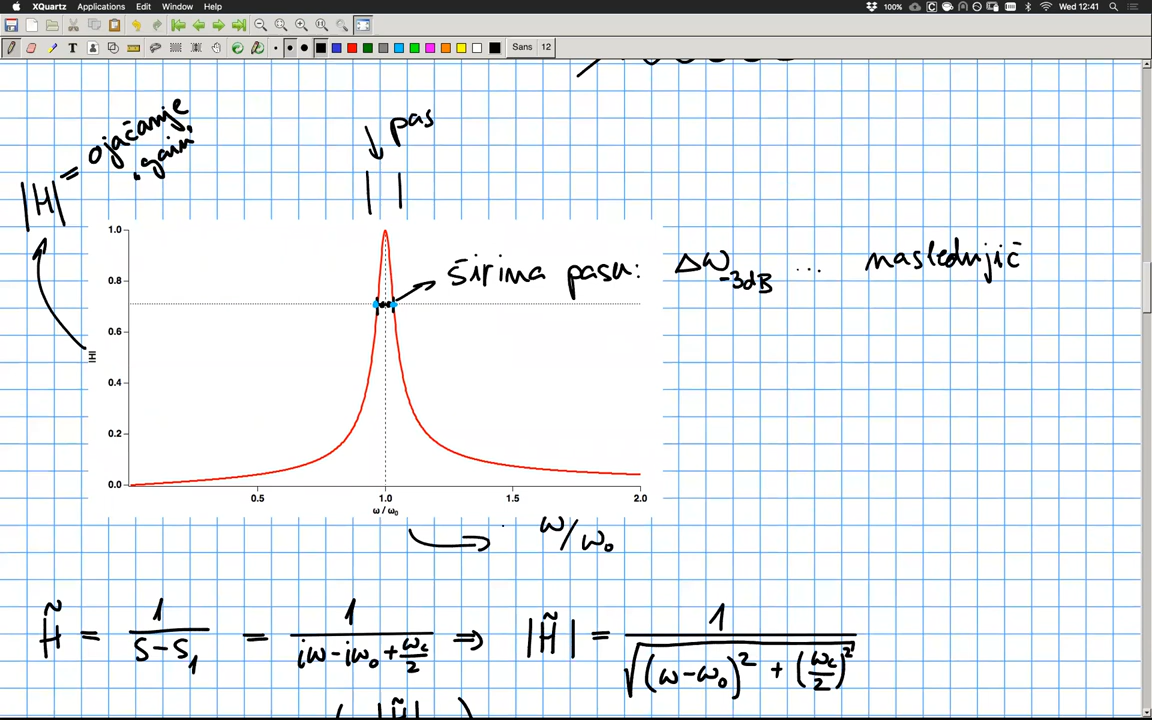 XQuartz Applications Edit Window Help
100% Wed 12:41
Sans 12
|H| = ojačanje
gain
pas
širina pasu: Δω-3dB ... naslednjič
1.0
0.8
0.6
0.4
0.2
0.0
|H|
0.5 1.0 1.5 2.0
ω / ω0
ω/ω0
H̃ = 1/(s-s1) = 1/(iω-iω0+ωc/2) ⇒ |H̃| = 1/√((ω-ω0)²+(ωc/2)²)
( |H̃| )